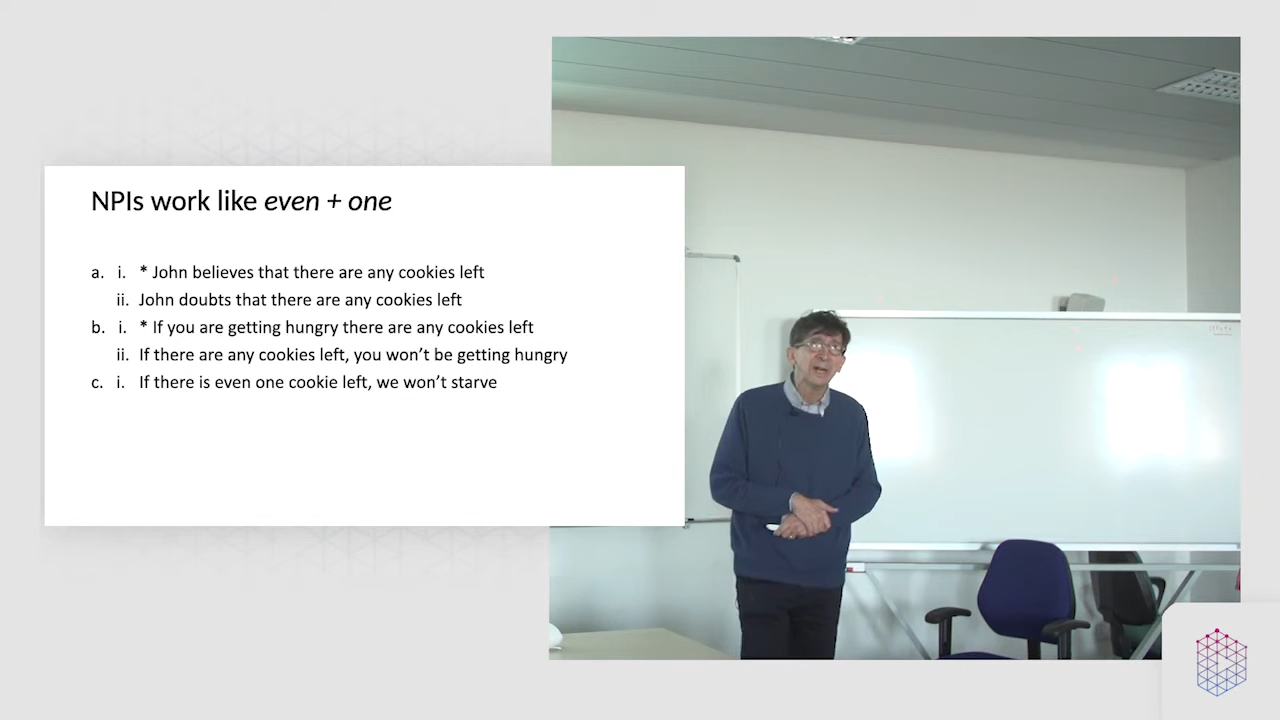 NPIs work like even + one
a. i. * John believes that there are any cookies left
ii. John doubts that there are any cookies left
b. i. * If you are getting hungry there are any cookies left
ii. If there are any cookies left, you won't be getting hungry
c. i. If there is even one cookie left, we won't starve